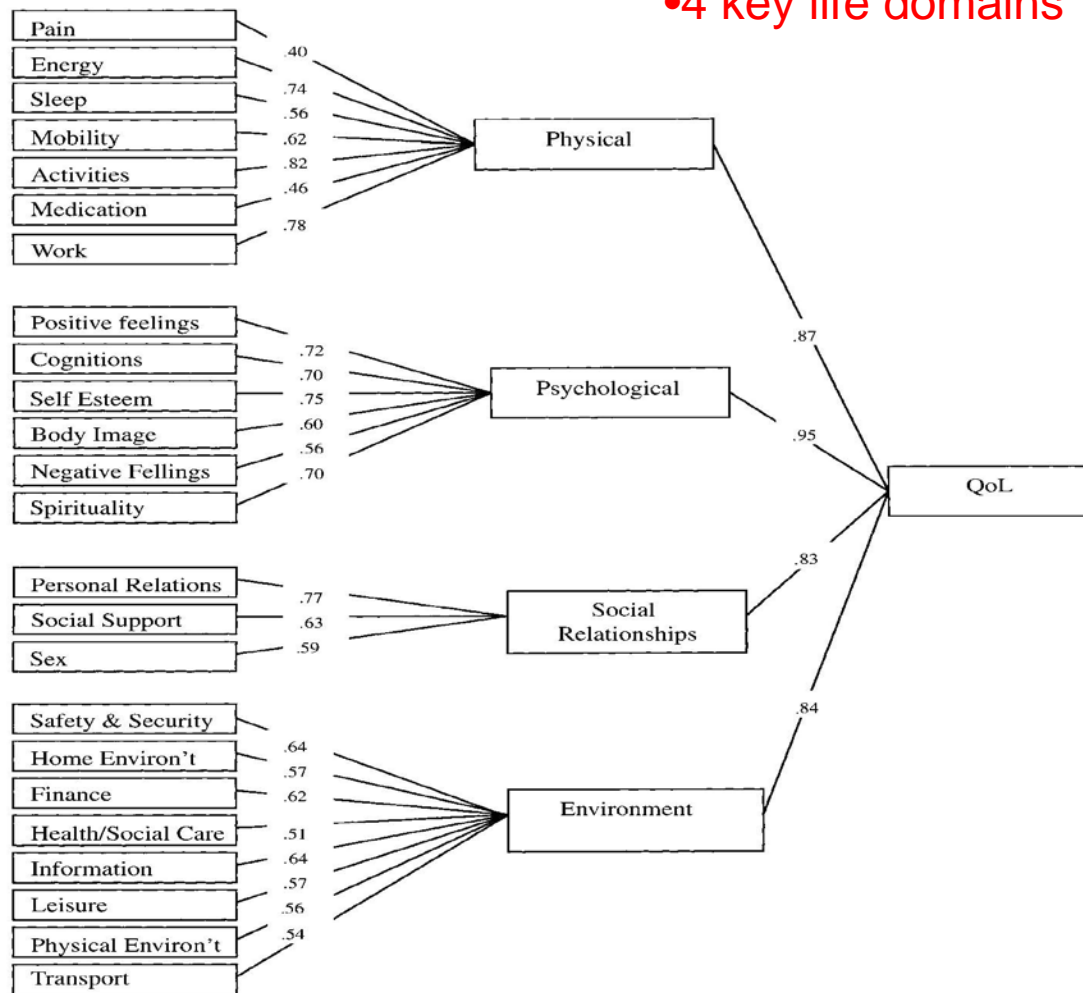 •4 key life domains
Pain
Energy
Sleep
Mobility
Activities
Medication
Work
.40
.74
.56
.62
.82
.46
.78
Physical
.87
Positive feelings
Cognitions
Self Esteem
Body Image
Negative Fellings
Spirituality
.72
.70
.75
.60
.56
.70
Psychological
.95
QoL
Personal Relations
Social Support
Sex
.77
.63
.59
Social
Relationships
.83
Safety & Security
Home Environ't
Finance
Health/Social Care
Information
Leisure
Physical Environ't
Transport
.64
.57
.62
.51
.64
.57
.56
.54
Environment
.84